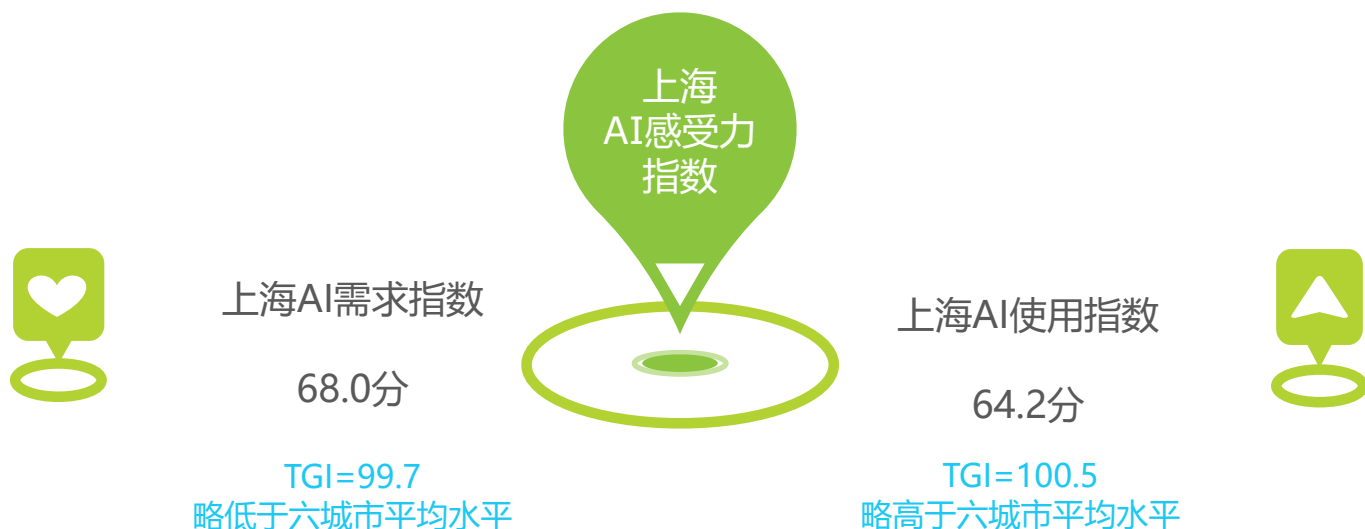 上海
AI感受力
指数
上海AI需求指数
68.0分
TGI=99.7
略低于六城市平均水平
上海AI使用指数
64.2分
TGI=100.5
略高于六城市平均水平